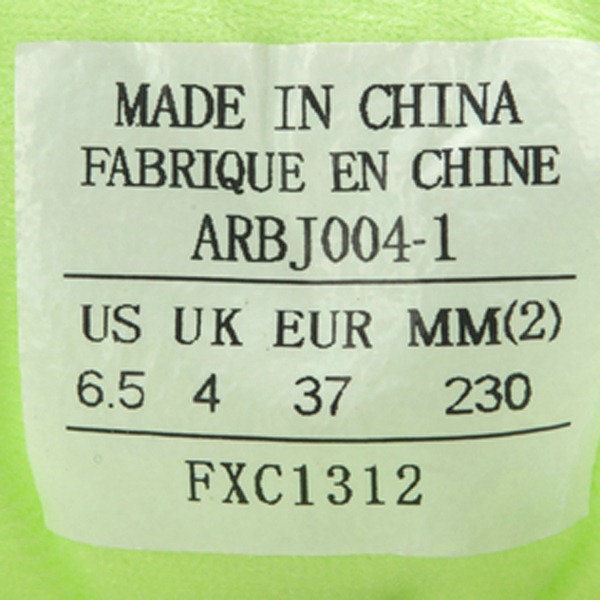 MADE IN CHINA
FABRIQUE EN CHINE
ARBJ004-1
US UK EUR MM(2)
6.5 4 37 230
FXC1312